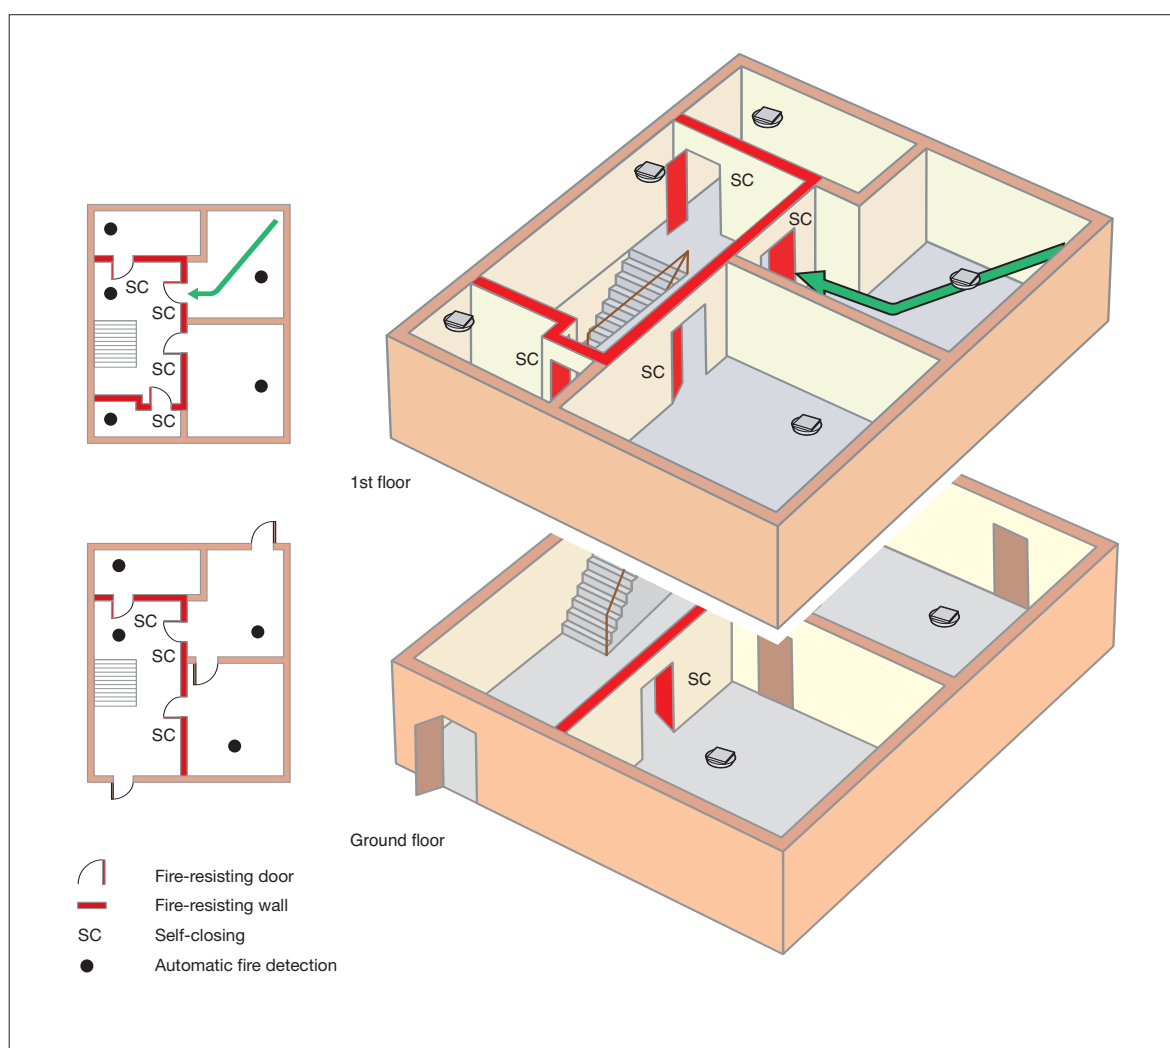 SC
SC
SC
SC
SC
SC
SC
SC
1st floor
SC
SC
SC
SC
Ground floor
Fire-resisting door
Fire-resisting wall
SC Self-closing
Automatic fire detection